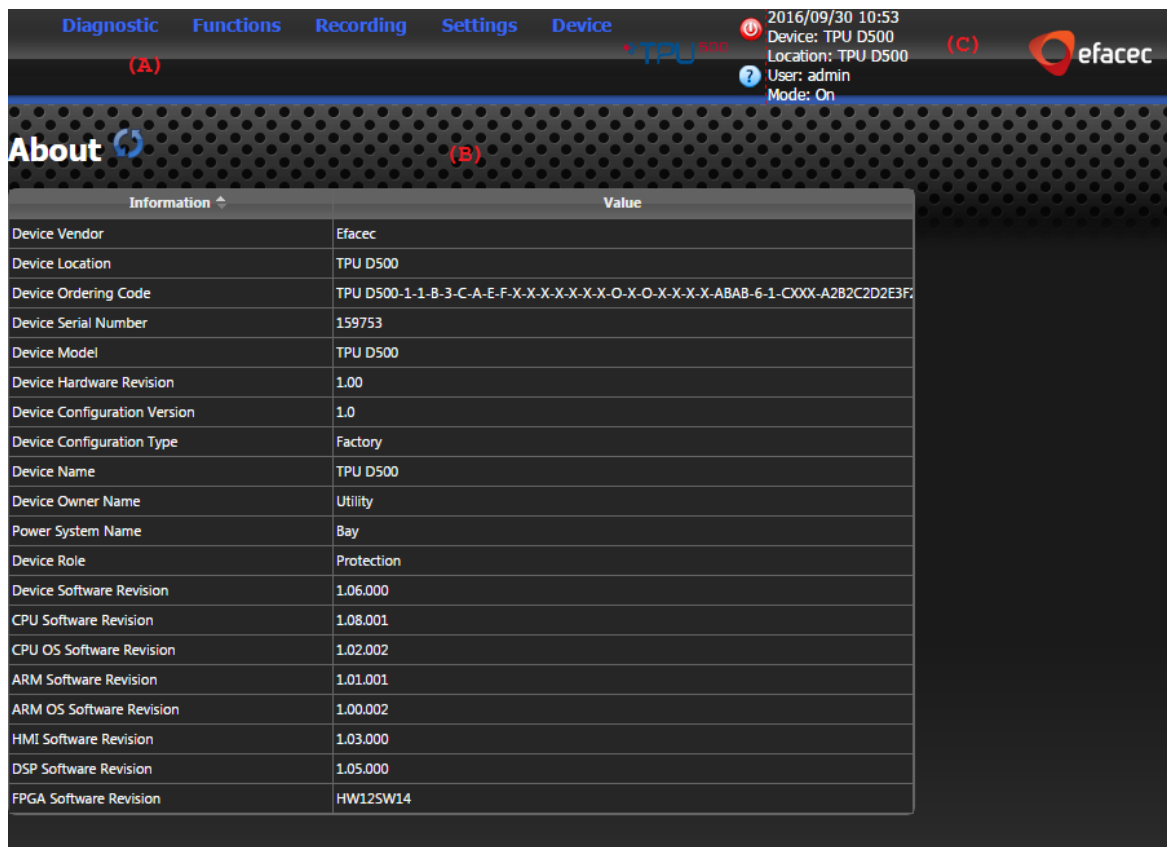 Diagnostic Functions Recording Settings Device
(A)
TPU 500
2016/09/30 10:53
Device: TPU D500
Location: TPU D500
User: admin
Mode: On
(C)
efacec
About
(B)
Information Value
Device Vendor Efacec
Device Location TPU D500
Device Ordering Code TPU D500-1-1-B-3-C-A-E-F-X-X-X-X-X-X-X-O-X-O-X-X-X-X-ABAB-6-1-CXXX-A2B2C2D2E3F
Device Serial Number 159753
Device Model TPU D500
Device Hardware Revision 1.00
Device Configuration Version 1.0
Device Configuration Type Factory
Device Name TPU D500
Device Owner Name Utility
Power System Name Bay
Device Role Protection
Device Software Revision 1.06.000
CPU Software Revision 1.08.001
CPU OS Software Revision 1.02.002
ARM Software Revision 1.01.001
ARM OS Software Revision 1.00.002
HMI Software Revision 1.03.000
DSP Software Revision 1.05.000
FPGA Software Revision HW12SW14